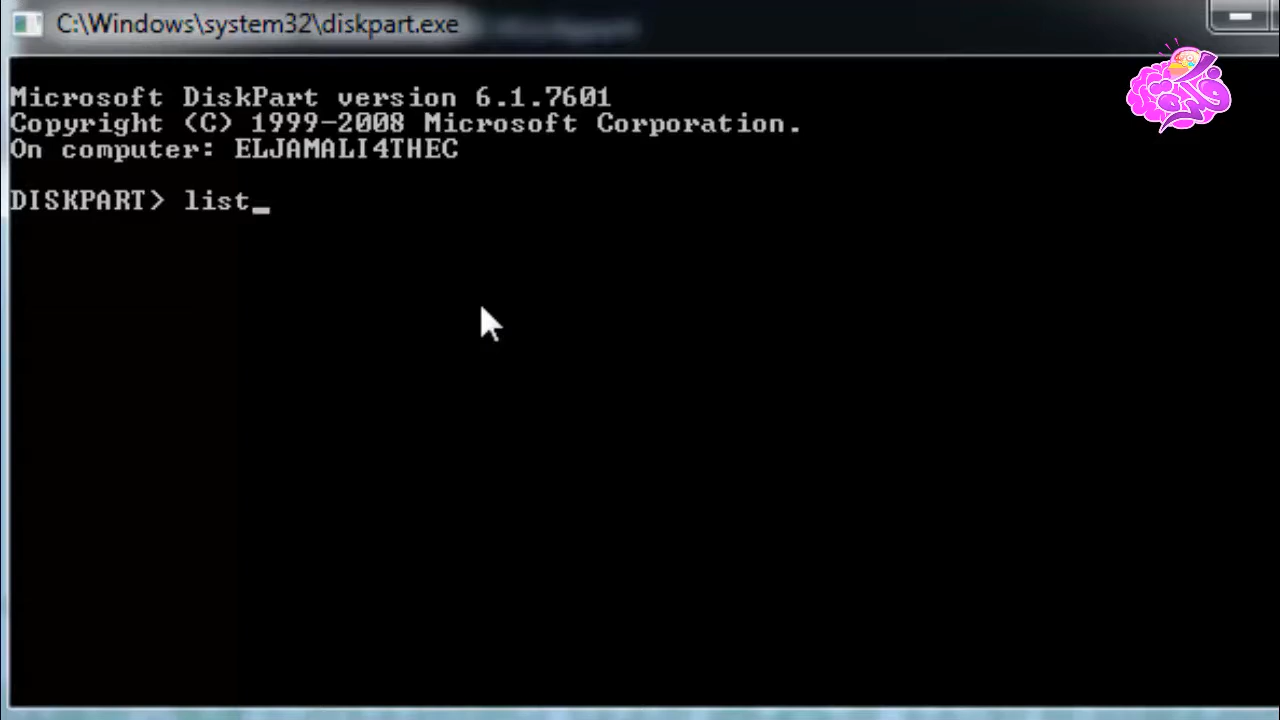 C:\Windows\system32\diskpart.exe
Microsoft DiskPart version 6.1.7601
Copyright (C) 1999-2008 Microsoft Corporation.
On computer: ELJAMALI4THEC
DISKPART> list_